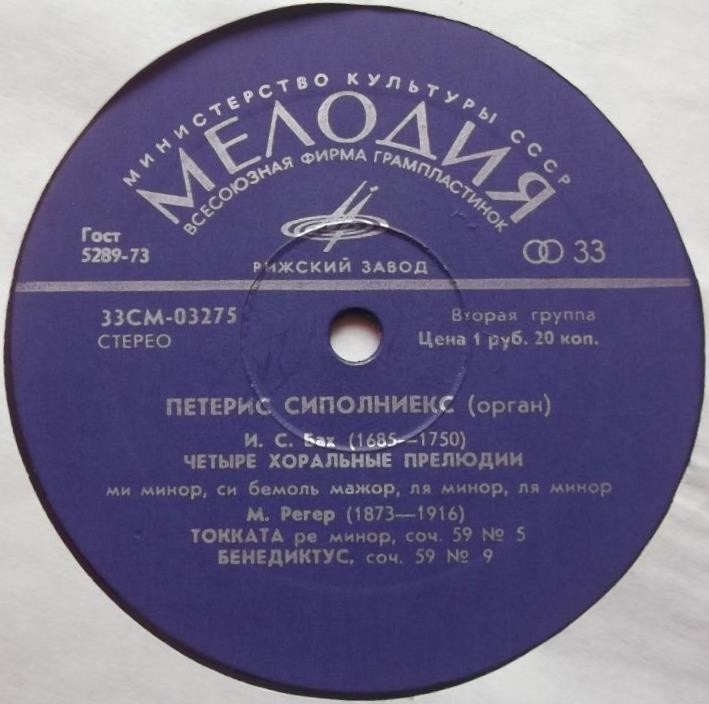 МИНИСТЕРСТВО КУЛЬТУРЫ СССР
МЕЛОДИЯ
ВСЕСОЮЗНАЯ ФИРМА ГРАМПЛАСТИНОК
Гост
5289-73
РИЖСКИЙ ЗАВОД
33
33СМ-03275
СТЕРЕО
Вторая группа
Цена 1 руб. 20 коп.
ПЕТЕРИС СИПОЛНИЕКС (орган)
И. С. Бах (1685—1750)
ЧЕТЫРЕ ХОРАЛЬНЫЕ ПРЕЛЮДИИ
ми минор, си бемоль мажор, ля минор, ля минор
М. Регер (1873—1916)
ТОККАТА ре минор, соч. 59 № 5
БЕНЕДИКТУС, соч. 59 № 9